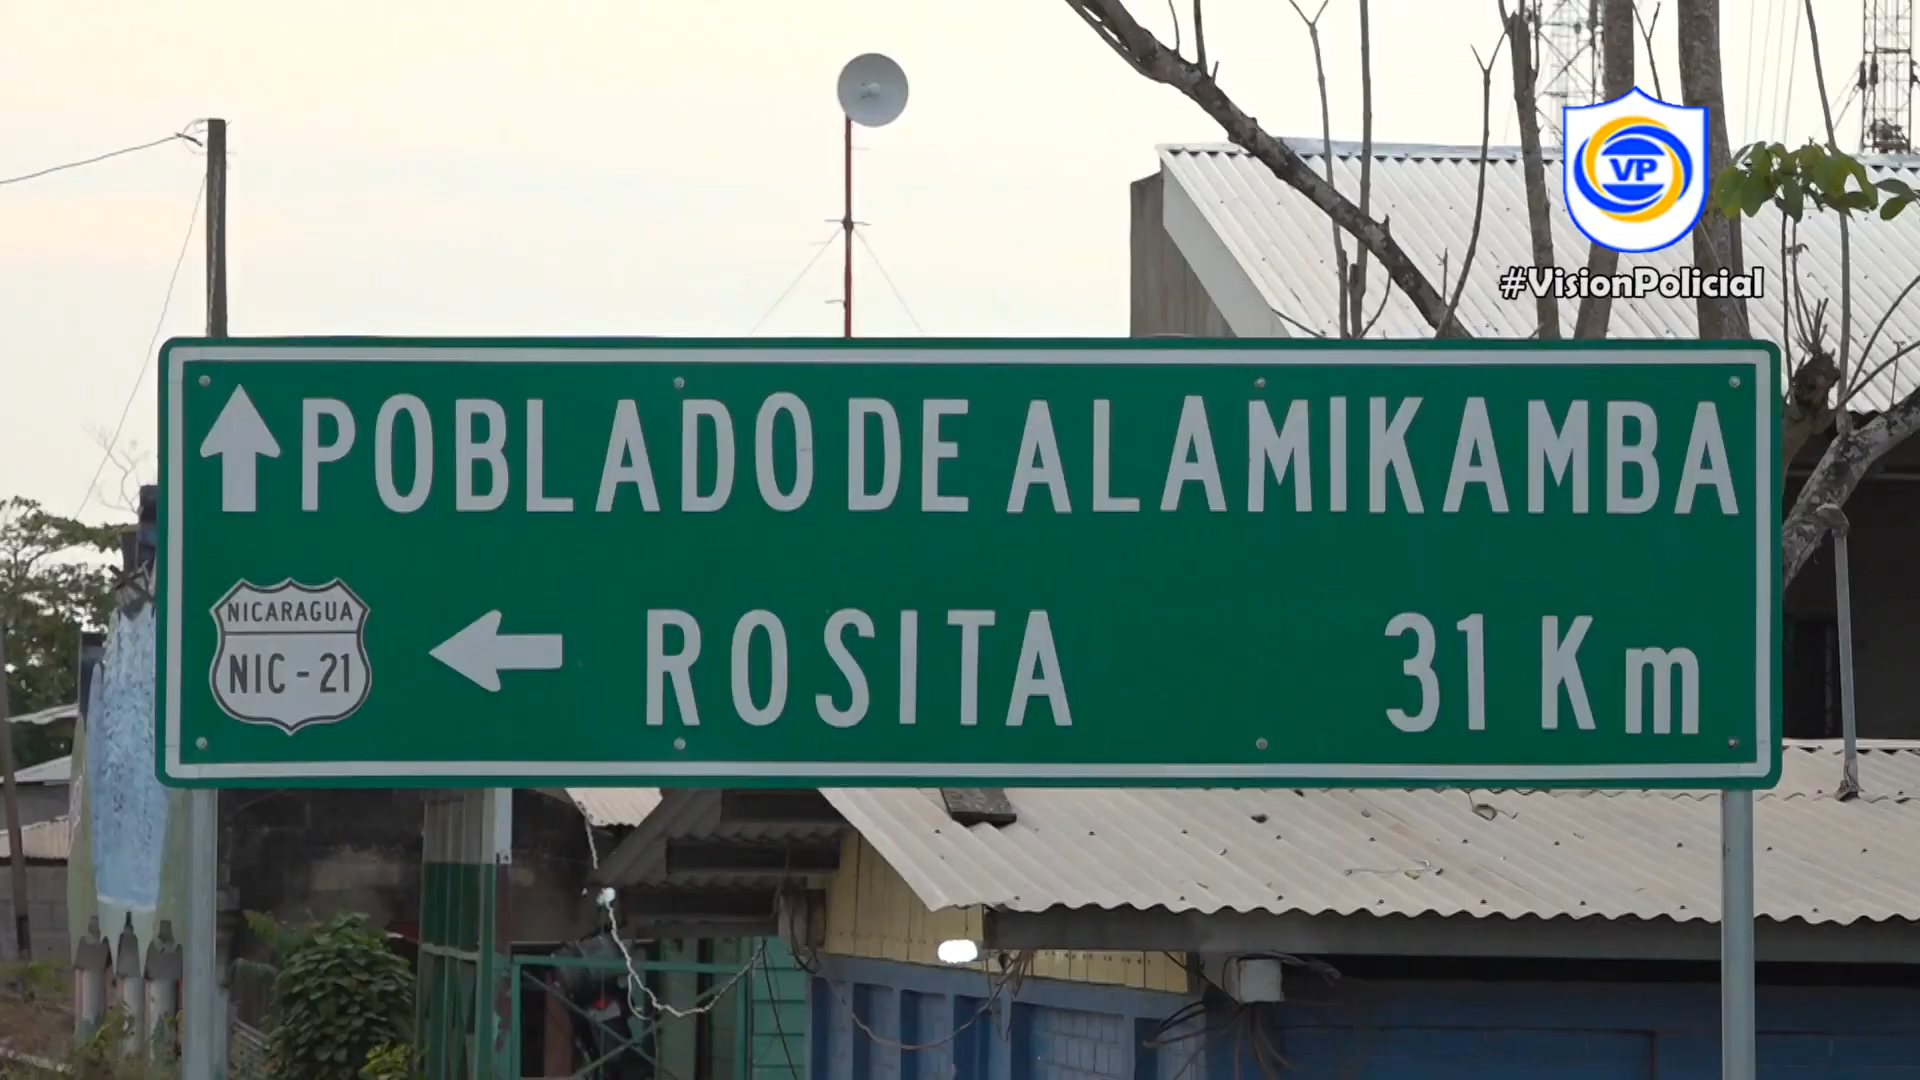 VP
#VisionPolicial
POBLADO DE ALAMIKAMBA
NICARAGUA
NIC-21
ROSITA 31 Km